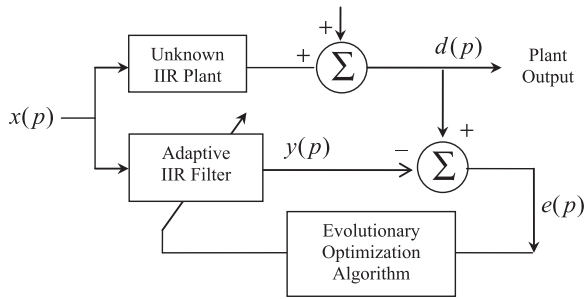 +
Unknown
IIR Plant
+
Σ
d(p)
Plant
Output
x(p)
Adaptive
IIR Filter
y(p)
−
+
Σ
e(p)
Evolutionary
Optimization
Algorithm